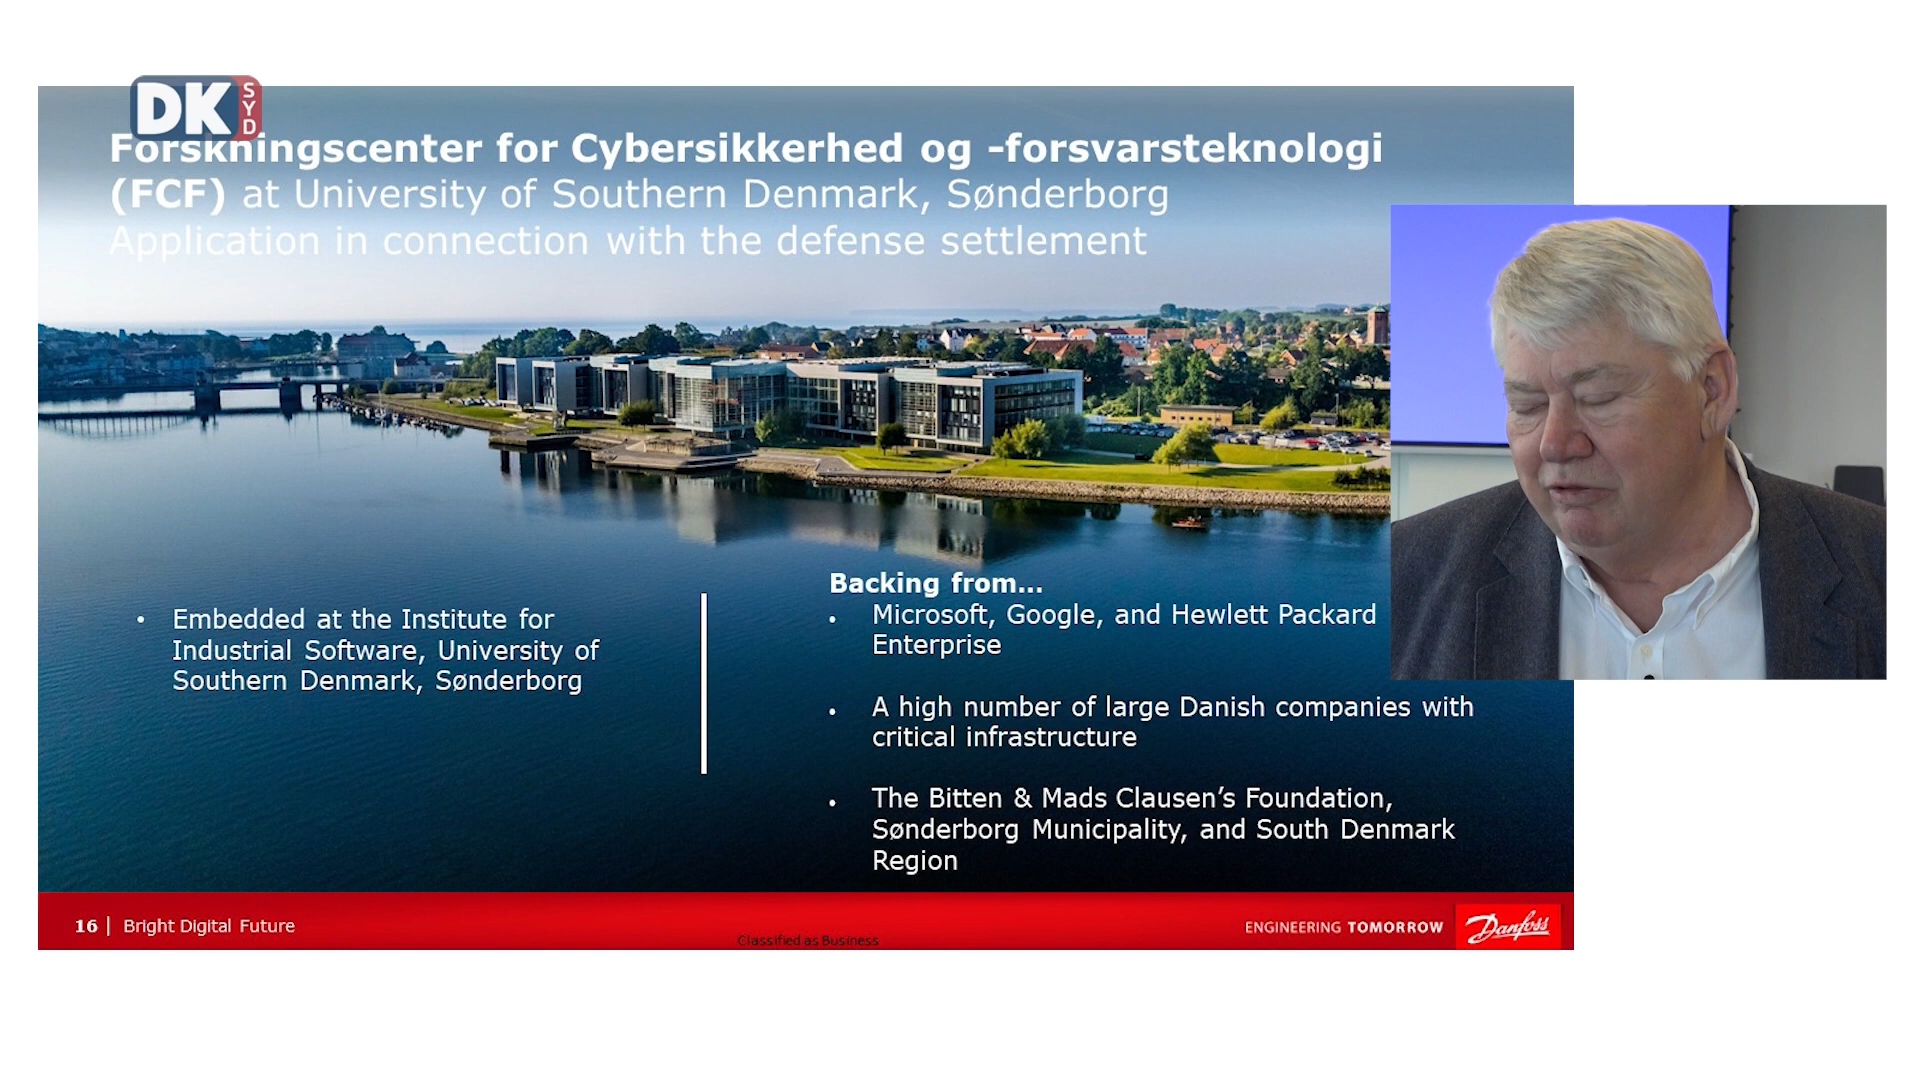 DK
SYD
Forskningscenter for Cybersikkerhed og -forsvarsteknologi
(FCF) at University of Southern Denmark, Sønderborg
Application in connection with the defense settlement
• Embedded at the Institute for
Industrial Software, University of
Southern Denmark, Sønderborg
Backing from...
• Microsoft, Google, and Hewlett Packard
Enterprise
• A high number of large Danish companies with
critical infrastructure
• The Bitten & Mads Clausen’s Foundation,
Sønderborg Municipality, and South Denmark
Region
16 | Bright Digital Future
Classified as Business
ENGINEERING TOMORROW
Danfoss